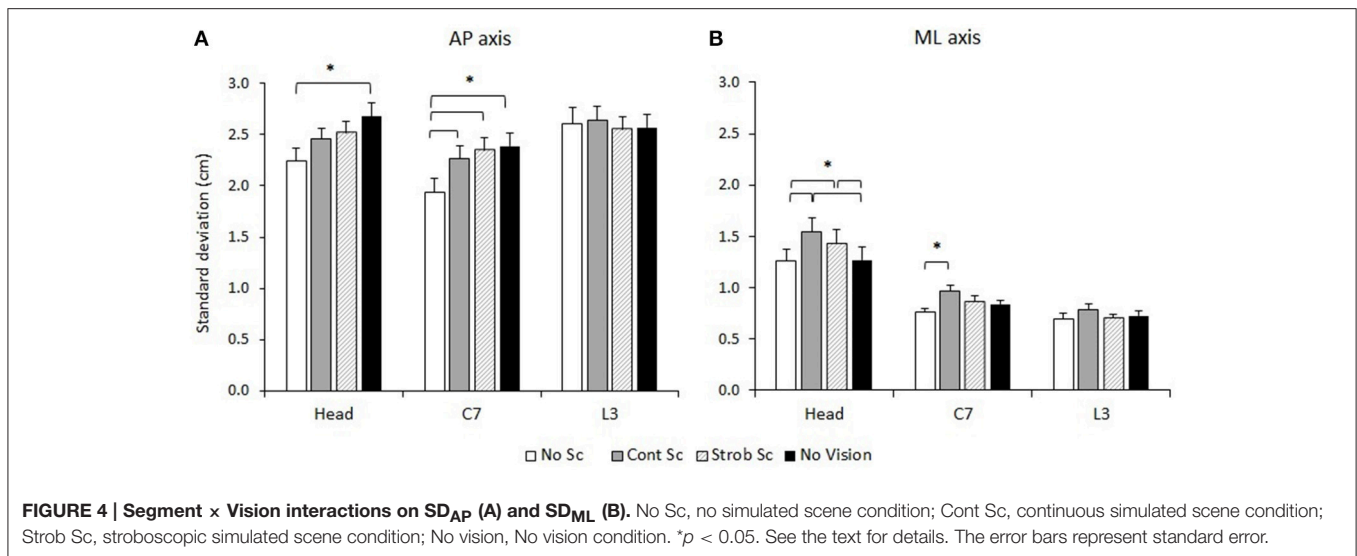 A AP axis
B ML axis
Standard deviation (cm)
3.0
2.5
2.0
1.5
1.0
0.5
0.0
*
*
Head C7 L3
3.0
2.5
2.0
1.5
1.0
0.5
0.0
*
*
Head C7 L3
No Sc Cont Sc Strob Sc No Vision
FIGURE 4 | Segment × Vision interactions on SDAP (A) and SDML (B). No Sc, no simulated scene condition; Cont Sc, continuous simulated scene condition;
Strob Sc, stroboscopic simulated scene condition; No vision, No vision condition. *p < 0.05. See the text for details. The error bars represent standard error.